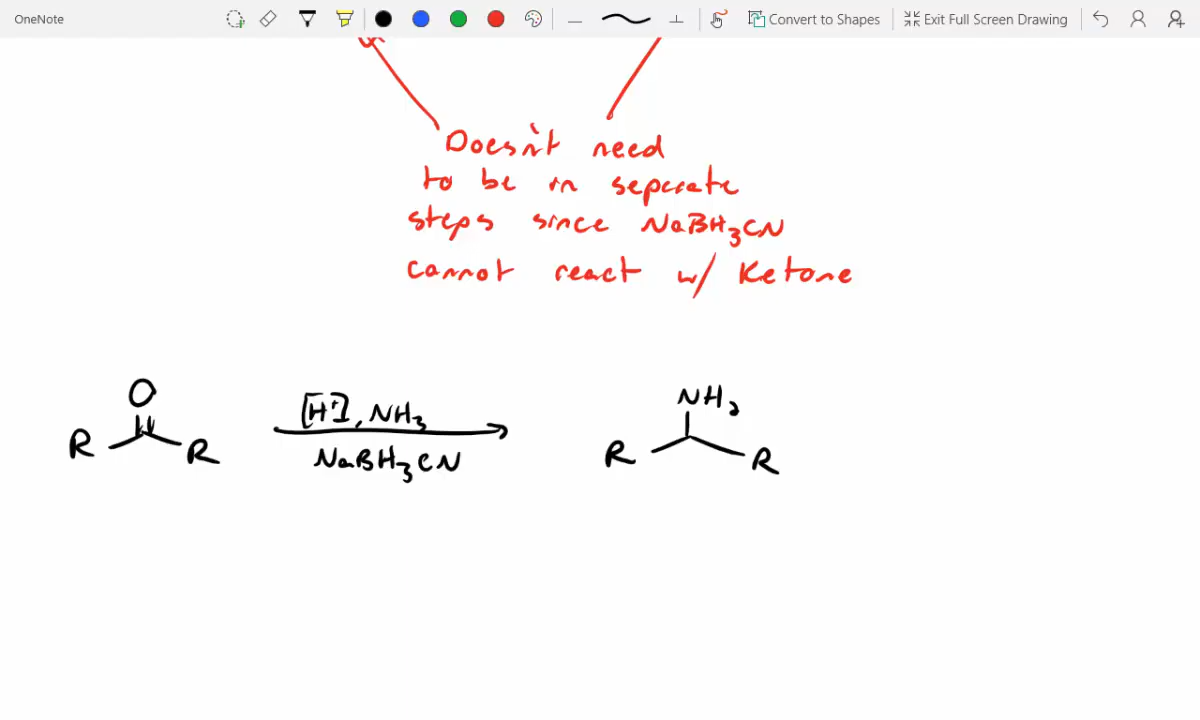 OneNote
Convert to Shapes
Exit Full Screen Drawing
Doesn't need
to be in seperate
steps since NaBH₃CN
cannot react w/ Ketone
O
R
R
[H⁺], NH₃
NaBH₃CN
NH₂
R
R